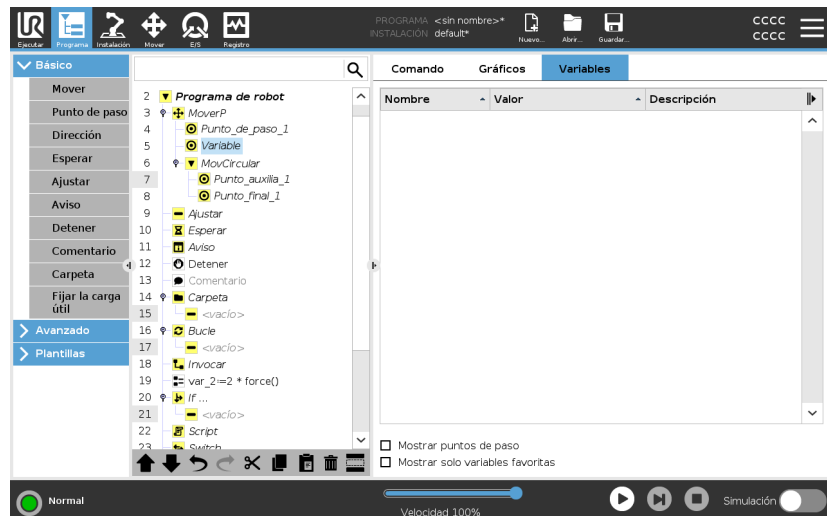 PROGRAMA <sin nombre>*
INSTALACIÓN default*
Ejecutar Programa Instalación Mover E/S Registro
Nuevo... Abrir... Guardar...
cccc
cccc
Básico
Mover
Punto de paso
Dirección
Esperar
Ajustar
Aviso
Detener
Comentario
Carpeta
Fijar la carga
útil
Avanzado
Plantillas
2 Programa de robot
3 MoverP
4 Punto_de_paso_1
5 Variable
6 MovCircular
7 Punto_auxilia_1
8 Punto_final_1
9 Ajustar
10 Esperar
11 Aviso
12 Detener
13 Comentario
14 Carpeta
15 <vacío>
16 Bucle
17 <vacío>
18 Invocar
19 var_2:=2 * force()
20 If ...
21 <vacío>
22 Script
23 Switch
Comando Gráficos Variables
Nombre Valor Descripción
Mostrar puntos de paso
Mostrar solo variables favoritas
Normal
Velocidad 100%
Simulación